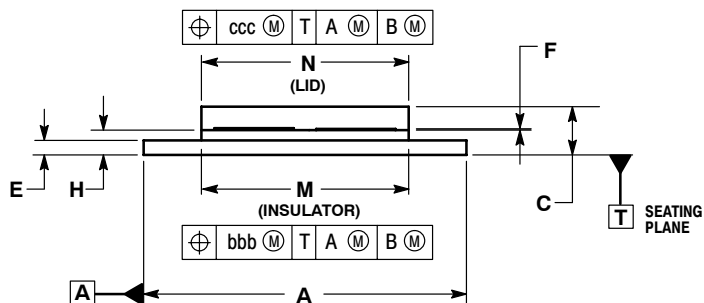 ⌖ ccc Ⓜ T A Ⓜ B Ⓜ
N
(LID)
F
E
H
M
(INSULATOR)
C
T SEATING
PLANE
⌖ bbb Ⓜ T A Ⓜ B Ⓜ
A
A